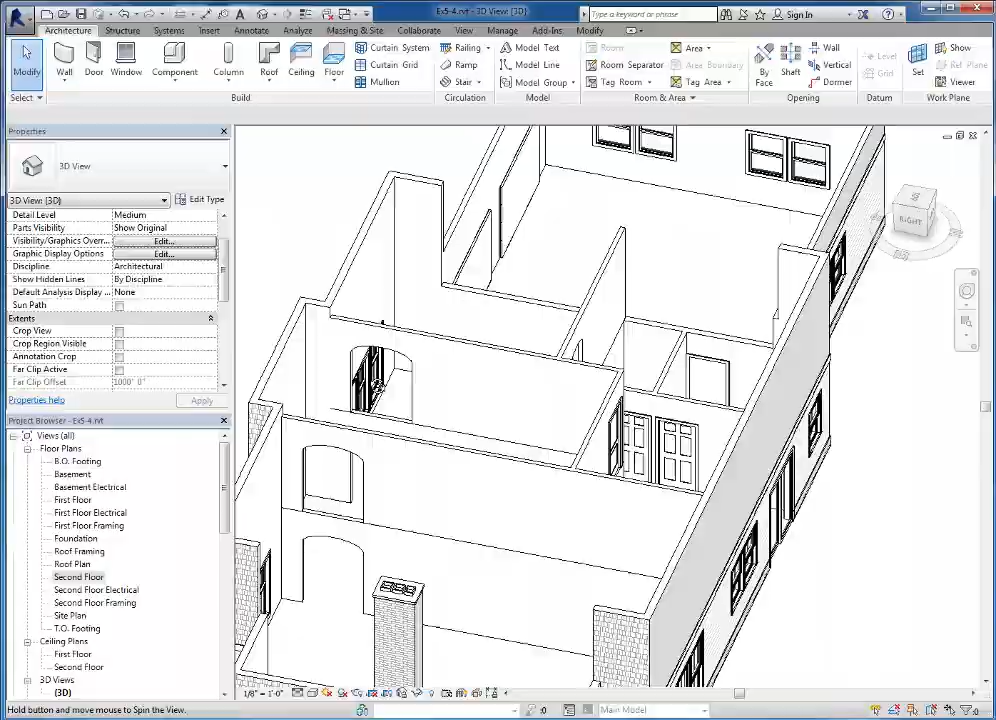 Ex5-4.rvt - 3D View: {3D}
Type a keyword or phrase
Sign In
Architecture Structure Systems Insert Annotate Analyze Massing & Site Collaborate View Manage Add-Ins Modify
Modify
Wall
Door
Window
Component
Column
Roof
Ceiling
Floor
Curtain System
Curtain Grid
Mullion
Railing
Ramp
Stair
Model Text
Model Line
Model Group
Room
Room Separator
Tag Room
Area
Area Boundary
Tag Area
By
Face
Shaft
Wall
Vertical
Dormer
Level
Grid
Set
Show
Ref Plane
Viewer
Select
Build
Circulation
Model
Room & Area
Opening
Datum
Work Plane
Properties
3D View
3D View: {3D}
Edit Type
Detail Level Medium
Parts Visibility Show Original
Visibility/Graphics Overr... Edit...
Graphic Display Options Edit...
Discipline Architectural
Show Hidden Lines By Discipline
Default Analysis Display ... None
Sun Path
Extents
Crop View
Crop Region Visible
Annotation Crop
Far Clip Active
Far Clip Offset 1000' 0"
Properties help
Apply
Project Browser - Ex5-4.rvt
Views (all)
Floor Plans
B.O. Footing
Basement
Basement Electrical
First Floor
First Floor Electrical
First Floor Framing
Foundation
Roof Framing
Roof Plan
Second Floor
Second Floor Electrical
Second Floor Framing
Site Plan
T.O. Footing
Ceiling Plans
First Floor
Second Floor
3D Views
{3D}
RIGHT
1/8" = 1'-0"
Hold button and move mouse to Spin the View.
:0
Main Model
:0